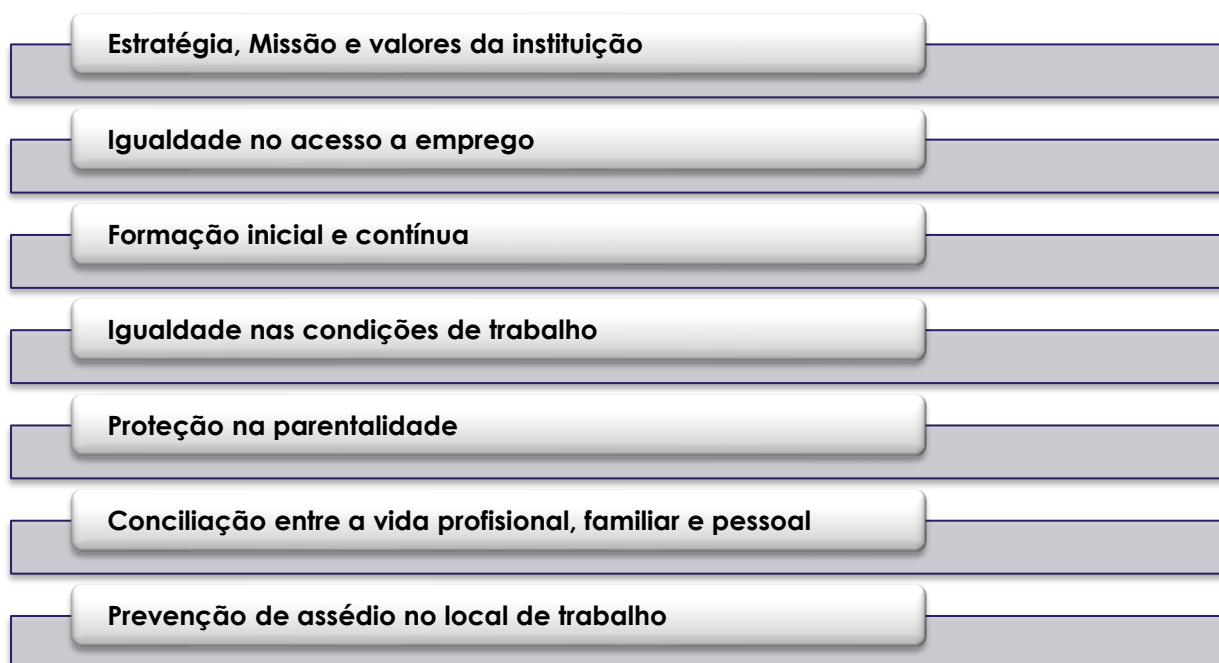 Estratégia, Missão e valores da instituição
Igualdade no acesso a emprego
Formação inicial e contínua
Igualdade nas condições de trabalho
Proteção na parentalidade
Conciliação entre a vida profisional, familiar e pessoal
Prevenção de assédio no local de trabalho